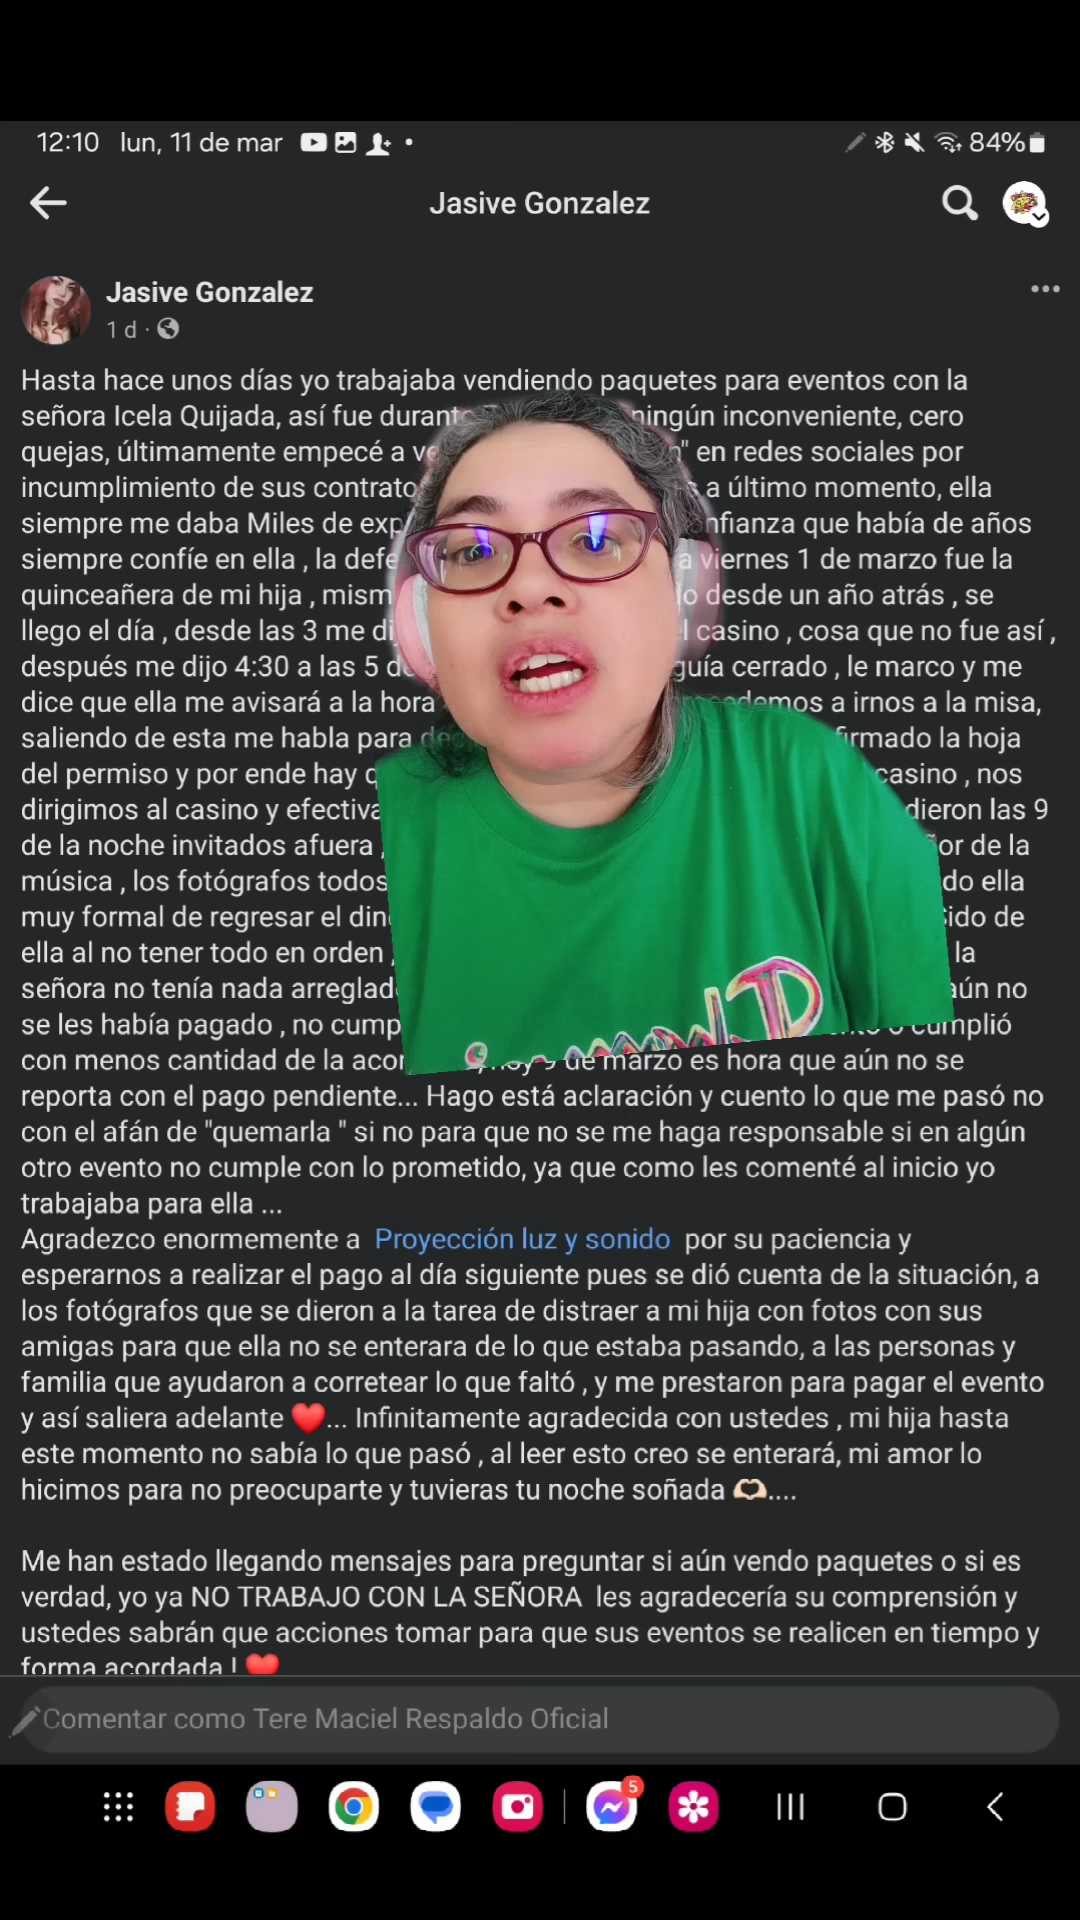 12:10 lun, 11 de mar
84%
Jasive Gonzalez
Jasive Gonzalez
1 d ·
Hasta hace unos días yo trabajaba vendiendo paquetes para eventos con la
señora Icela Quijada, así fue ningún inconveniente, cero
quejas, últimamente empecé a en redes sociales por
incumplimiento de sus a último momento, ella
siempre me daba Miles de que había de años
siempre confíe en ella , la viernes 1 de marzo fue la
quinceañera de mi hija , desde un año atrás , se
llego el día , desde las 3 me casino , cosa que no fue así ,
después me dijo 4:30 a las 5 cerrado , le marco y me
dice que ella me avisará a la hora a irnos a la misa,
saliendo de esta me habla para firmado la hoja
del permiso y por ende hay casino , nos
dirigimos al casino y dieron las 9
de la noche invitados afuera , de la
música , los fotógrafos todos ella
muy formal de regresar el de
ella al no tener todo en orden , la
señora no tenía nada aún no
se les había pagado , no cumplió
con menos cantidad de la 9 de marzo es hora que aún no se
reporta con el pago pendiente... Hago está aclaración y cuento lo que me pasó no
con el afán de "quemarla " si no para que no se me haga responsable si en algún
otro evento no cumple con lo prometido, ya que como les comenté al inicio yo
trabajaba para ella ...
Agradezco enormemente a Proyección luz y sonido por su paciencia y
esperarnos a realizar el pago al día siguiente pues se dió cuenta de la situación, a
los fotógrafos que se dieron a la tarea de distraer a mi hija con fotos con sus
amigas para que ella no se enterara de lo que estaba pasando, a las personas y
familia que ayudaron a corretear lo que faltó , y me prestaron para pagar el evento
y así saliera adelante ❤️... Infinitamente agradecida con ustedes , mi hija hasta
este momento no sabía lo que pasó , al leer esto creo se enterará, mi amor lo
hicimos para no preocuparte y tuvieras tu noche soñada 🫶🏻....
Me han estado llegando mensajes para preguntar si aún vendo paquetes o si es
verdad, yo ya NO TRABAJO CON LA SEÑORA les agradecería su comprensión y
ustedes sabrán que acciones tomar para que sus eventos se realicen en tiempo y
forma acordada ! ❤️
Comentar como Tere Maciel Respaldo Oficial
5